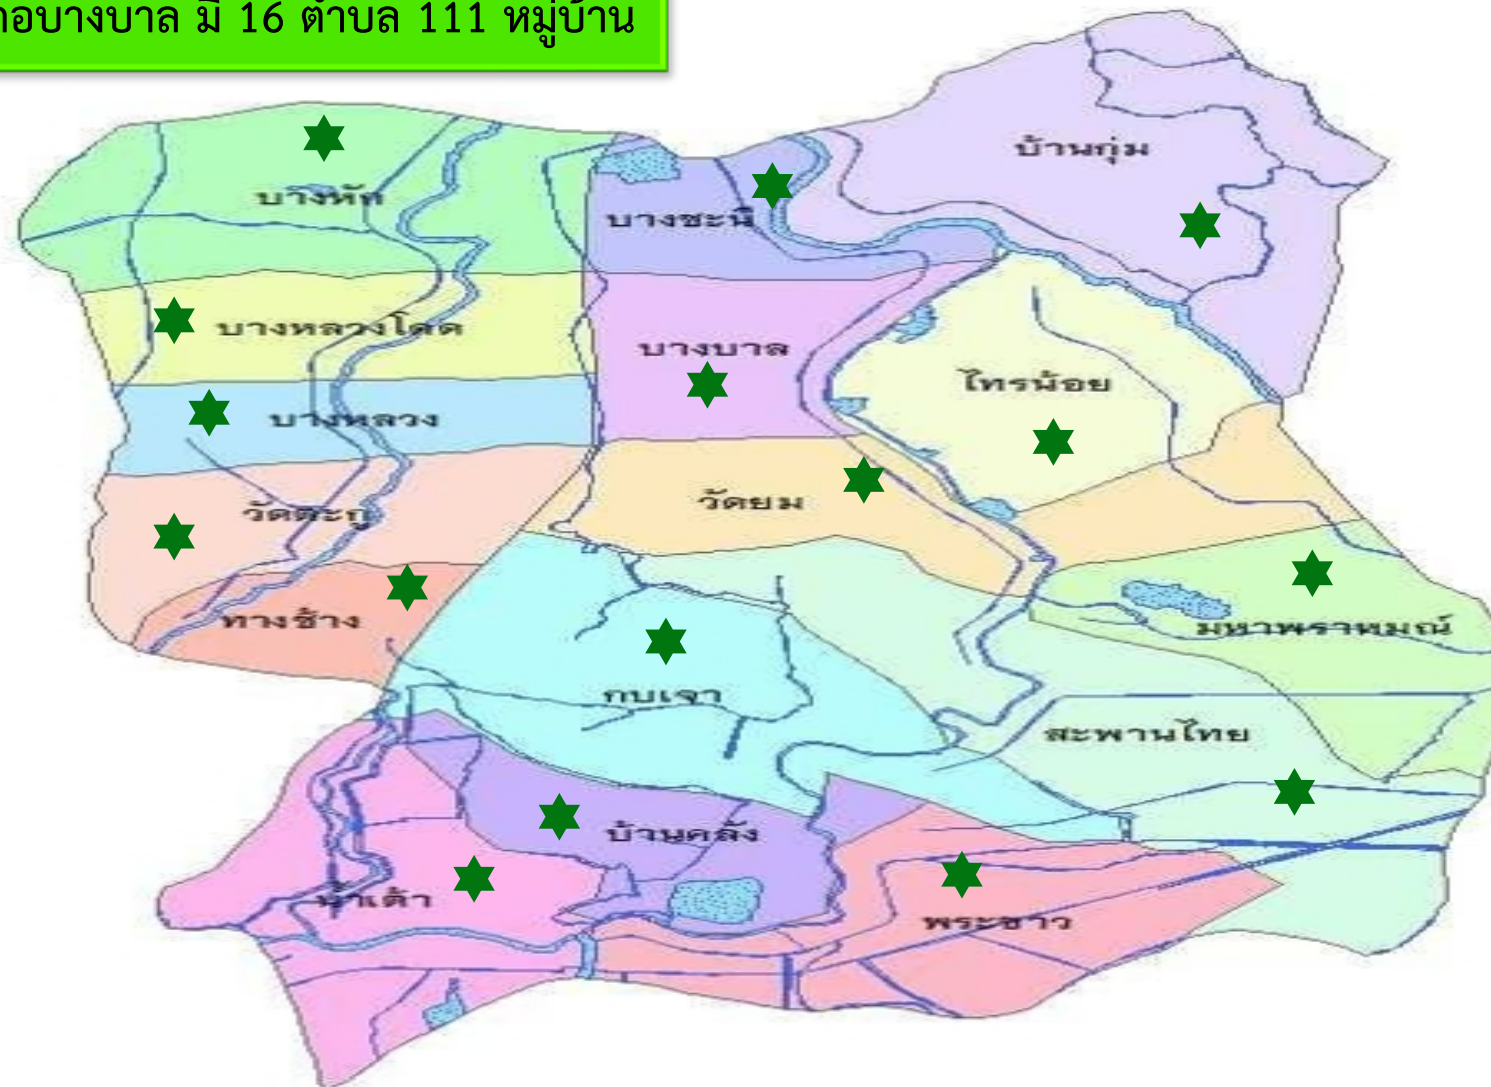 อบางบาล มี 16 ตำบล 111 หมู่บ้าน
บ้านกุ่ม
บางหัก
บางชะนี
บางหลวงโดด
บางบาล
ไทรน้อย
บางหลวง
วัดตะกู
วัดยม
ทางช้าง
มหาพราหมณ์
กบเจา
สะพานไทย
บ้านคลัง
น้ำเต้า
พระขาว